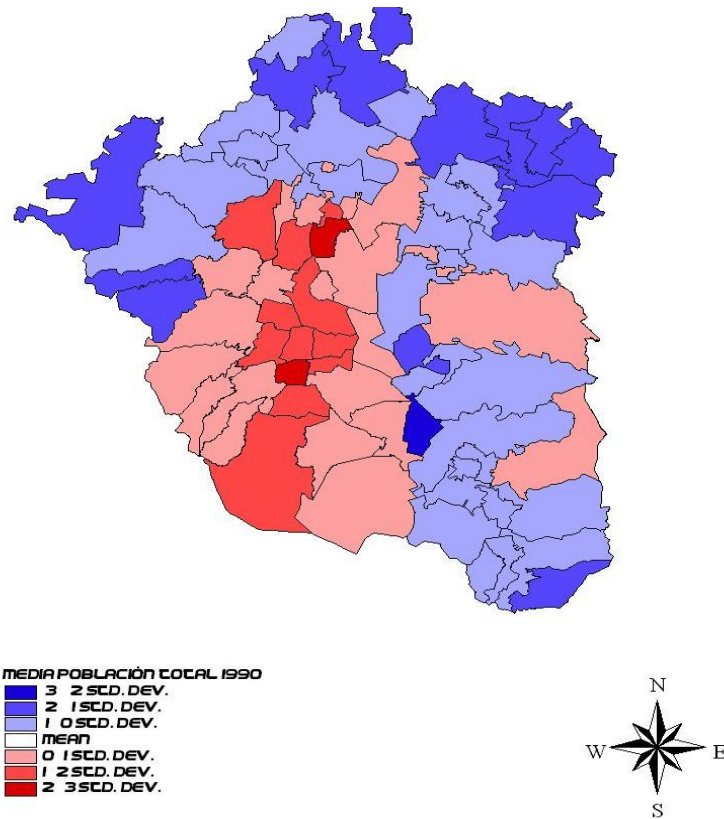 MEDIA POBLACIÓN TOTAL 1990
3 2 STD. DEV.
2 1 STD. DEV.
1 0 STD. DEV.
MEAN
0 1 STD. DEV.
1 2 STD. DEV.
2 3 STD. DEV.
N
W E
S